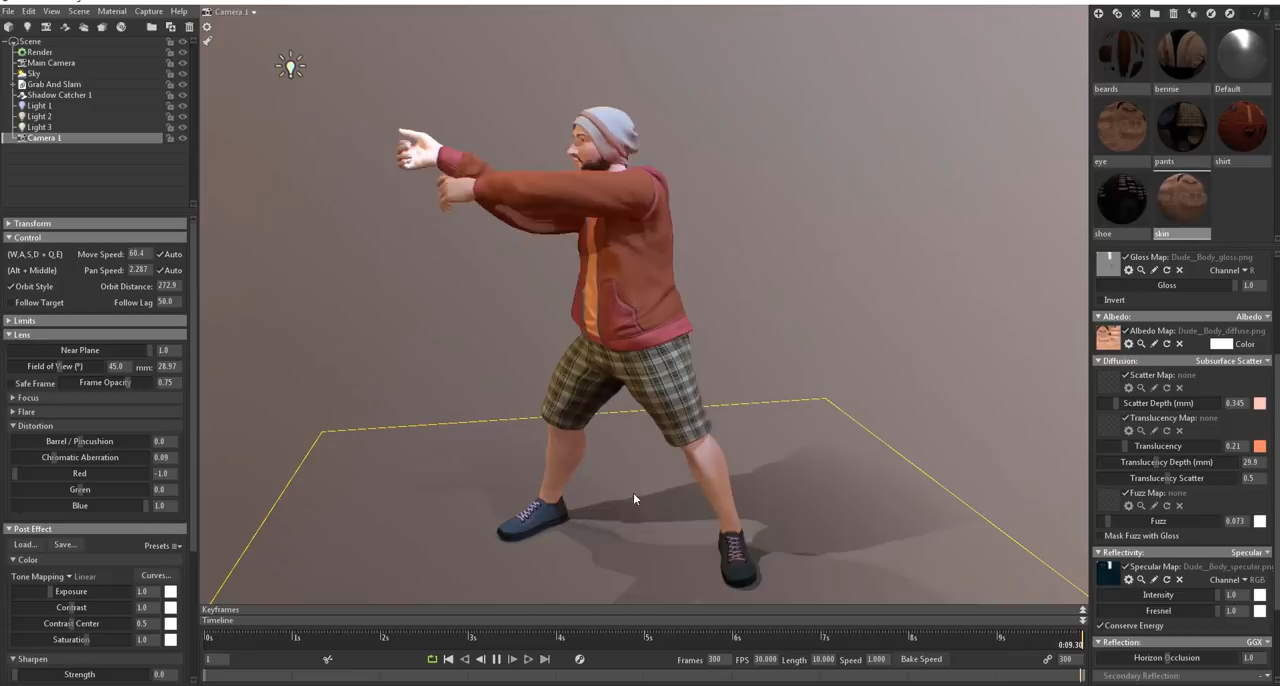 File Edit View Scene Material Capture Help
Camera 1
Scene
Render
Main Camera
Sky
Grab And Slam
Shadow Catcher 1
Light 1
Light 2
Light 3
Camera 1
Transform
Control
(W,A,S,D + Q,E) Move Speed: 60.4 Auto
(Alt + Middle) Pan Speed: 2.287 Auto
Orbit Style Orbit Distance: 272.9
Follow Target Follow Lag 50.0
Limits
Lens
Near Plane 1.0
Field of View (°) 45.0 mm: 28.97
Safe Frame Frame Opacity 0.75
Focus
Flare
Distortion
Barrel / Pincushion 0.0
Chromatic Aberration 0.09
Red -1.0
Green 0.0
Blue 1.0
Post Effect
Load... Save... Presets
Color
Tone Mapping Linear Curves...
Exposure 1.0
Contrast 1.0
Contrast Center 0.5
Saturation 1.0
Sharpen
Strength 0.0
Keyframes
Timeline
0s 1s 2s 3s 4s 5s 6s 7s 8s 9s
0:09.30
1 Frames 300 FPS 30.000 Length 10.000 Speed 1.000 Bake Speed 300
beards bennie Default
eye pants shirt
shoe skin
Gloss Map: Dude__Body_gloss.png
Channel R
Gloss 1.0
Invert
Albedo: Albedo
Albedo Map: Dude__Body_diffuse.png
Color
Diffusion: Subsurface Scatter
Scatter Map: none
Scatter Depth (mm) 0.345
Translucency Map: none
Translucency 0.21
Translucency Depth (mm) 29.9
Translucency Scatter 0.5
Fuzz Map: none
Fuzz 0.073
Mask Fuzz with Gloss
Reflectivity: Specular
Specular Map: Dude_Body_specular.pn
Channel RGB
Intensity 1.0
Fresnel 1.0
Conserve Energy
Reflection: GGX
Horizon Occlusion 1.0
Secondary Reflection: